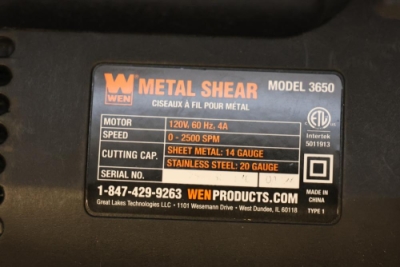 W METAL SHEAR MODEL 3650
WEN CISEAUX À FIL POUR MÉTAL
MOTOR 120V. 60 Hz, 4A
SPEED 0 - 2500 SPM
CUTTING CAP. SHEET METAL: 14 GAUGE
STAINLESS STEEL: 20 GAUGE
SERIAL NO.
ETL
Intertek
5011913
1-847-429-9263 WENPRODUCTS.COM
Great Lakes Technologies LLC - 1101 Wesemann Drive - West Dundee, IL 60118
MADE IN
CHINA
TYPE 1